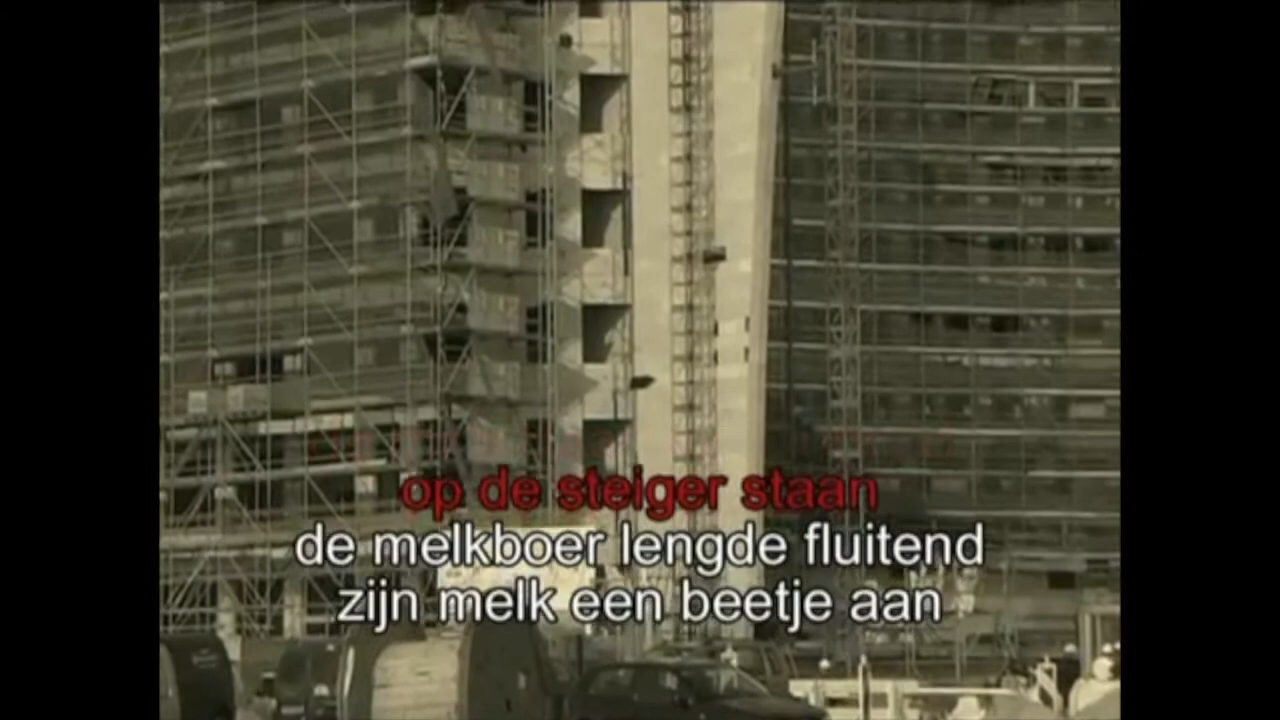 op de steiger staan
de melkboer lengde fluitend
zijn melk een beetje aan